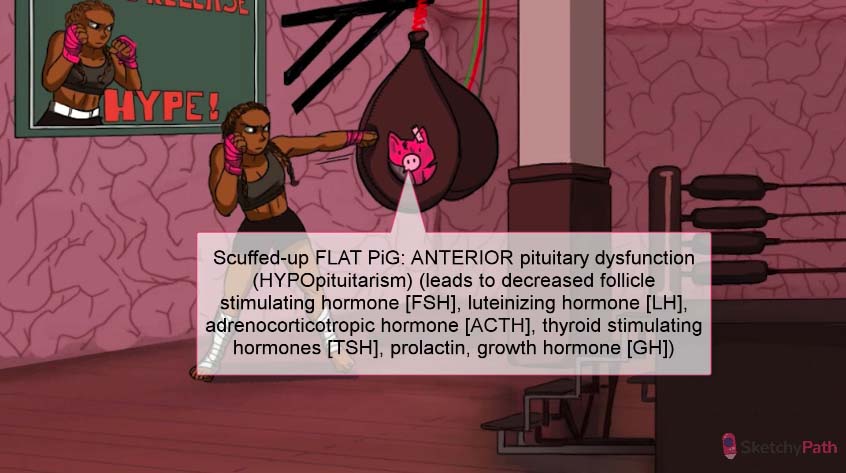 RELEASE
HYPE!
Scuffed-up FLAT PiG: ANTERIOR pituitary dysfunction
(HYPOpituitarism) (leads to decreased follicle
stimulating hormone [FSH], luteinizing hormone [LH],
adrenocorticotropic hormone [ACTH], thyroid stimulating
hormones [TSH], prolactin, growth hormone [GH])
SketchyPath